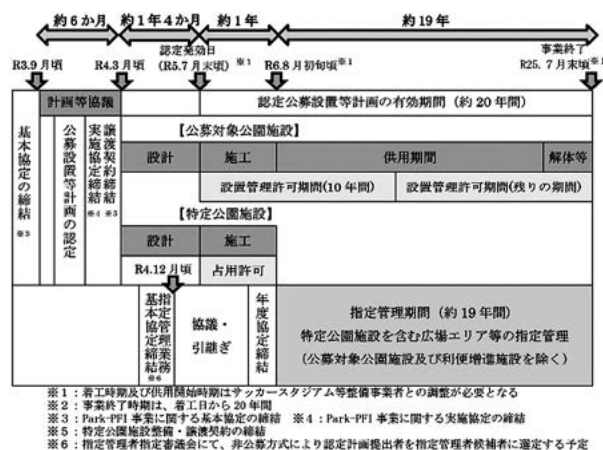 約6か月 約1年4か月 約1年 約19年
認定発効日 事業終了
R3.9月頃 R4.3月頃 (R5.7月末頃) ※1 R6.8月初旬頃※1 R25.7月末頃※1
計画等協議 認定公募設置等計画の有効期間(約20年間)
基本協定の締結 ※3
公募設置等計画の認定
実施協定締結 ※4
譲渡契約締結 ※5
【公募対象公園施設】
設計 施工 供用期間 解体等
設置管理許可期間(10年間) 設置管理許可期間(残りの期間)
【特定公園施設】
設計 施工
R4.12月頃 占用許可
指定管理業務
基本協定締結 ※6
協議・
引継ぎ
年度協定締結
指定管理期間(約19年間)
特定公園施設を含む広場エリア等の指定管理
(公募対象公園施設及び利便増進施設を除く)
※1:着工時期及び供用開始時期はサッカースタジアム等整備事業者との調整が必要となる
※2:事業終了時期は、着工日から20年間
※3:Park-PFI事業に関する基本協定の締結 ※4:Park-PFI事業に関する実施協定の締結
※5:特定公園施設整備・譲渡契約の締結
※6:指定管理者指定審議会にて、非公募方式により認定計画提出者を指定管理者候補者に選定する予定